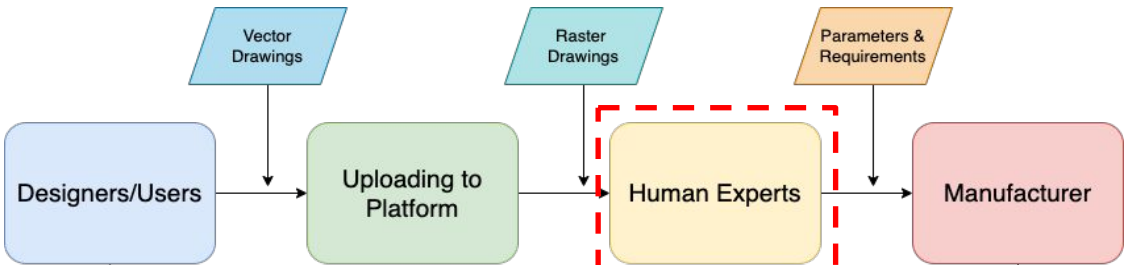 Vector
Drawings
Raster
Drawings
Parameters &
Requirements
Designers/Users
Uploading to
Platform
Human Experts
Manufacturer